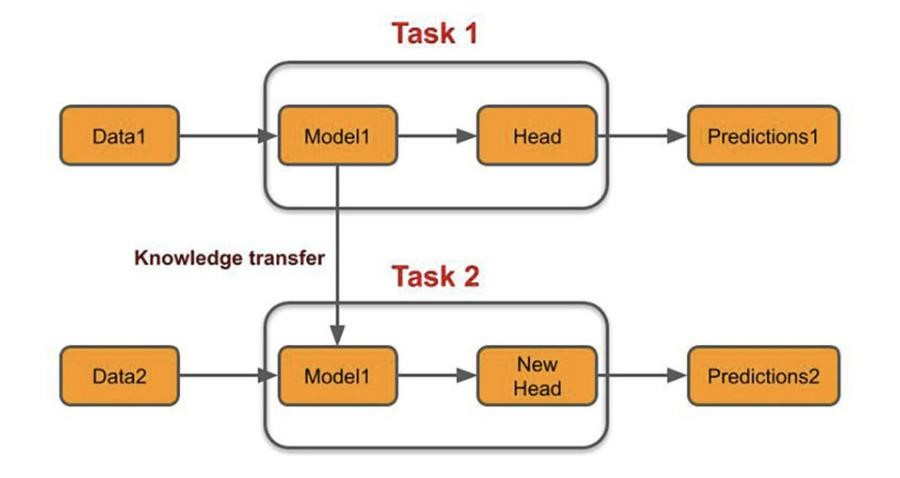 Task 1
Data1
Model1
Head
Predictions1
Knowledge transfer
Task 2
Data2
Model1
New
Head
Predictions2